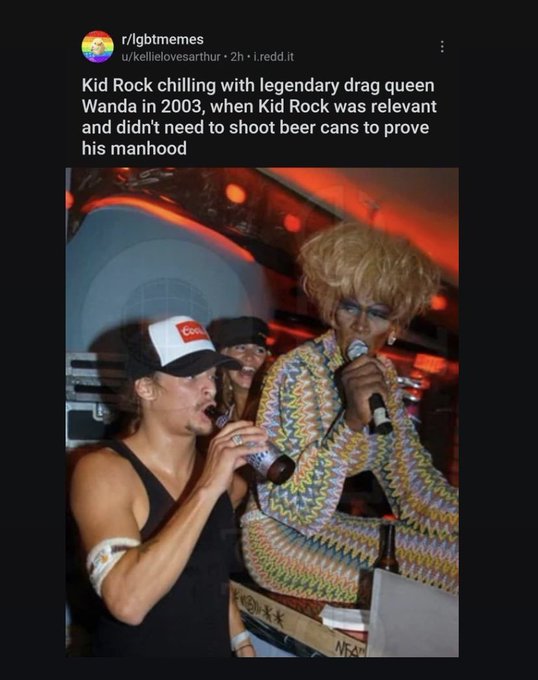 r/lgbtmemes
u/kellielovesarthur • 2h • i.redd.it
Kid Rock chilling with legendary drag queen
Wanda in 2003, when Kid Rock was relevant
and didn't need to shoot beer cans to prove
his manhood